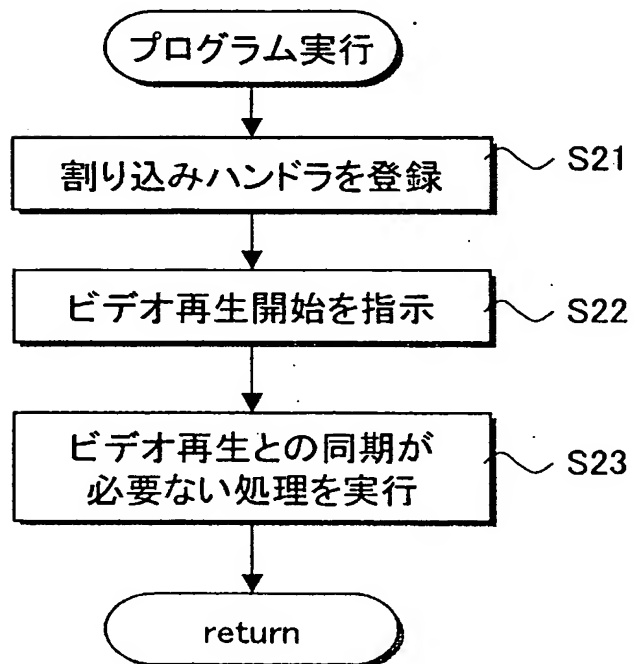 プログラム実行
割り込みハンドラを登録
S21
ビデオ再生開始を指示
S22
ビデオ再生との同期が
必要ない処理を実行
S23
return